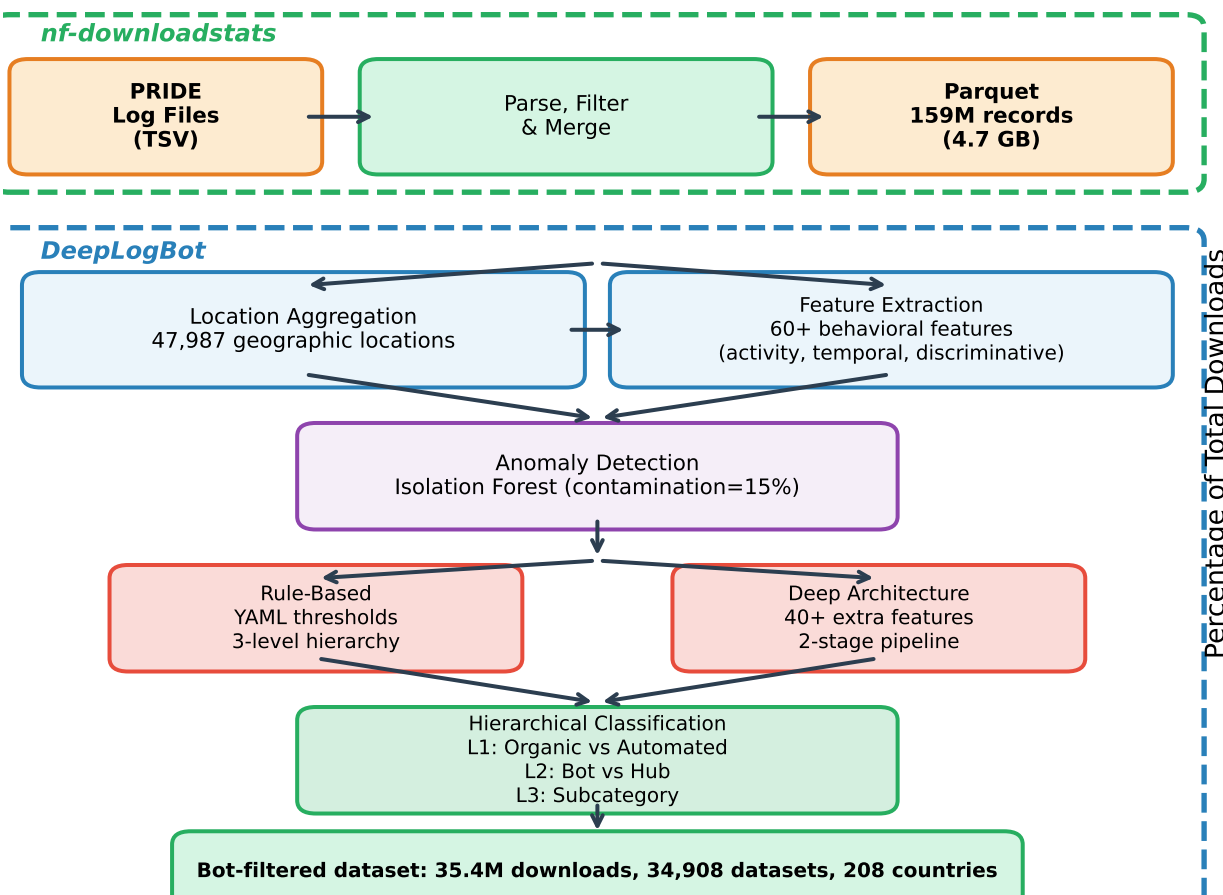 nf-downloadstats
PRIDE
Log Files
(TSV)
Parse, Filter
& Merge
Parquet
159M records
(4.7 GB)
DeepLogBot
Location Aggregation
47,987 geographic locations
Feature Extraction
60+ behavioral features
(activity, temporal, discriminative)
Anomaly Detection
Isolation Forest (contamination=15%)
Rule-Based
YAML thresholds
3-level hierarchy
Deep Architecture
40+ extra features
2-stage pipeline
Hierarchical Classification
L1: Organic vs Automated
L2: Bot vs Hub
L3: Subcategory
Bot-filtered dataset: 35.4M downloads, 34,908 datasets, 208 countries
Percentage of Total Downloads